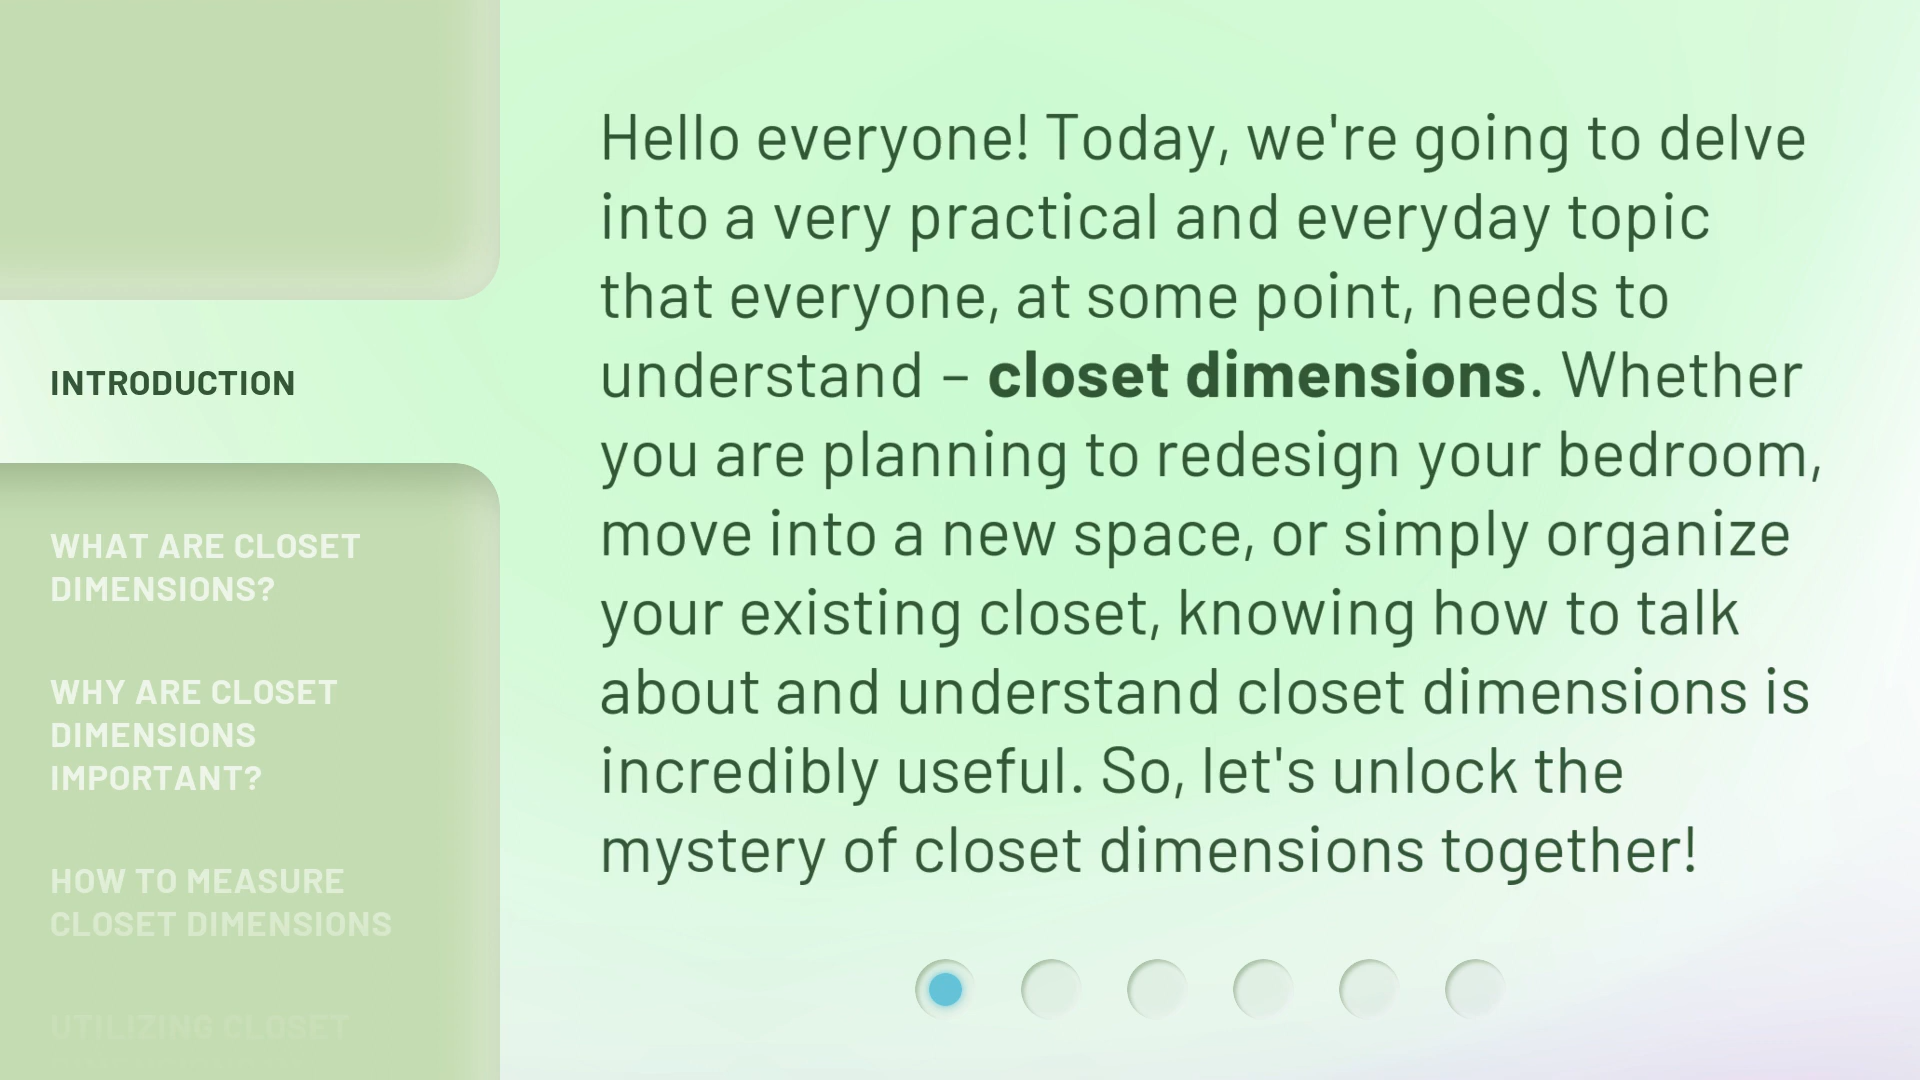 INTRODUCTION
WHAT ARE CLOSET
DIMENSIONS?
WHY ARE CLOSET
DIMENSIONS
IMPORTANT?
HOW TO MEASURE
CLOSET DIMENSIONS
UTILIZING CLOSET
Hello everyone! Today, we're going to delve
into a very practical and everyday topic
that everyone, at some point, needs to
understand – closet dimensions. Whether
you are planning to redesign your bedroom,
move into a new space, or simply organize
your existing closet, knowing how to talk
about and understand closet dimensions is
incredibly useful. So, let's unlock the
mystery of closet dimensions together!